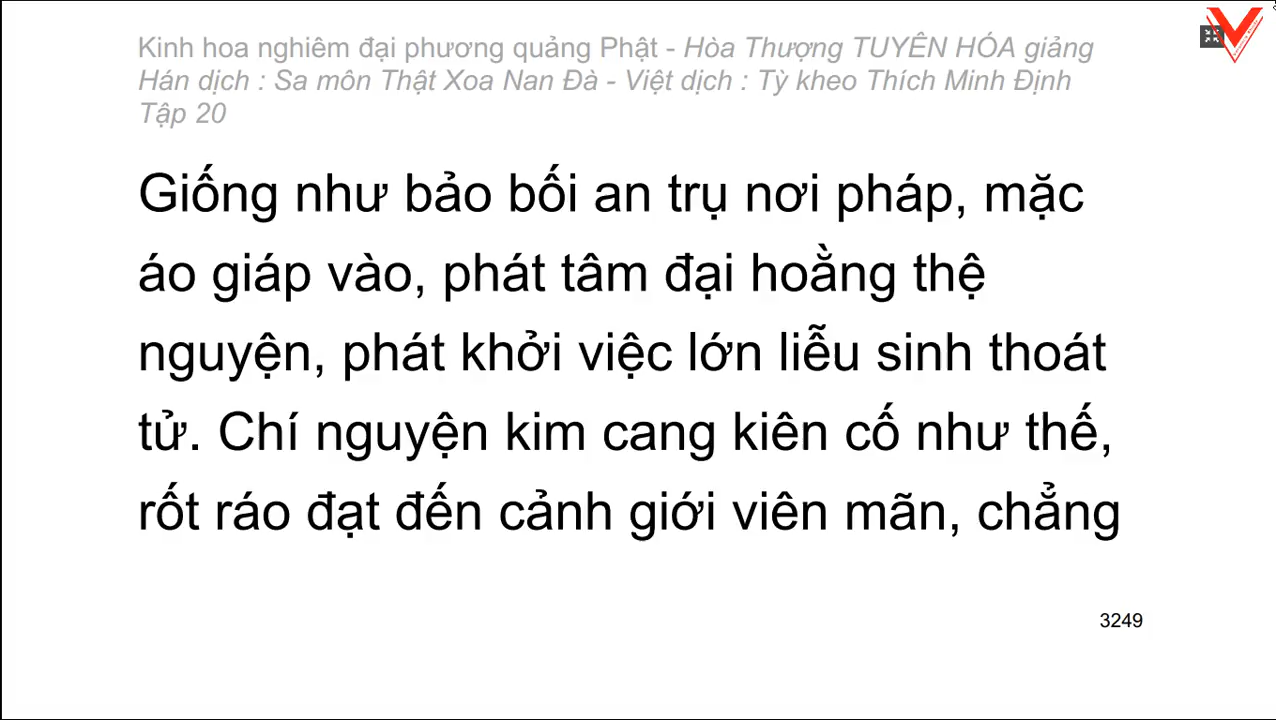 Kinh hoa nghiêm đại phương quảng Phật - Hòa Thượng TUYÊN HÓA giảng
Hán dịch : Sa môn Thật Xoa Nan Đà - Việt dịch : Tỳ kheo Thích Minh Định
Tập 20
Giống như bảo bối an trụ nơi pháp, mặc
áo giáp vào, phát tâm đại hoằng thệ
nguyện, phát khởi việc lớn liễu sinh thoát
tử. Chí nguyện kim cang kiên cố như thế,
rốt ráo đạt đến cảnh giới viên mãn, chẳng
3249